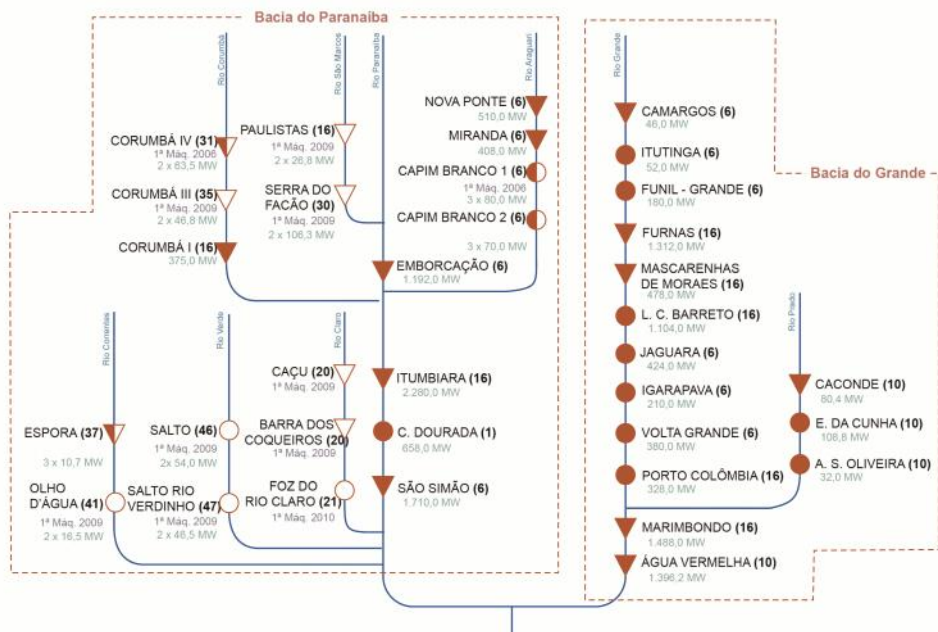 Bacia do Paranaiba
Rio Corumbá
Rio São Marcos
Rio Paranaíba
Rio Araguari
CORUMBÁ IV (31)
1ª Máq. 2006
2 x 63,5 MW
CORUMBÁ III (35)
1ª Máq. 2009
2 x 46,8 MW
CORUMBÁ I (16)
375,0 MW
PAULISTAS (16)
1ª Máq. 2009
2 x 26,8 MW
SERRA DO
FACÃO (30)
1ª Máq. 2009
2 x 106,3 MW
NOVA PONTE (6)
510,0 MW
MIRANDA (6)
408,0 MW
CAPIM BRANCO 1 (6)
1ª Máq. 2006
3 x 80,0 MW
CAPIM BRANCO 2 (6)
3 x 70,0 MW
EMBORCAÇÃO (6)
1.192,0 MW
Rio Correntes
Rio Verde
Rio Claro
ESPORA (37)
3 x 10,7 MW
OLHO
D'ÁGUA (41)
1ª Máq. 2009
2 x 16,5 MW
SALTO (46)
1ª Máq. 2009
2x 54,0 MW
SALTO RIO
VERDINHO (47)
1ª Máq. 2009
2 x 46,5 MW
CAÇU (20)
1ª Máq. 2009
BARRA DOS
COQUEIROS (20)
1ª Máq. 2009
FOZ DO
RIO CLARO (21)
1ª Máq. 2010
ITUMBIARA (16)
2.280,0 MW
C. DOURADA (1)
658,0 MW
SÃO SIMÃO (6)
1.710,0 MW
Bacia do Grande
Rio Grande
CAMARGOS (6)
46,0 MW
ITUTINGA (6)
52,0 MW
FUNIL - GRANDE (6)
180,0 MW
FURNAS (16)
1.312,0 MW
MASCARENHAS
DE MORAES (16)
478,0 MW
L. C. BARRETO (16)
1.104,0 MW
JAGUARA (6)
424,0 MW
IGARAPAVA (6)
210,0 MW
VOLTA GRANDE (6)
380,0 MW
PORTO COLÔMBIA (16)
328,0 MW
Rio Prado
CACONDE (10)
80,4 MW
E. DA CUNHA (10)
108,8 MW
A. S. OLIVEIRA (10)
32,0 MW
MARIMBONDO (16)
1.488,0 MW
ÁGUA VERMELHA (10)
1.396,2 MW